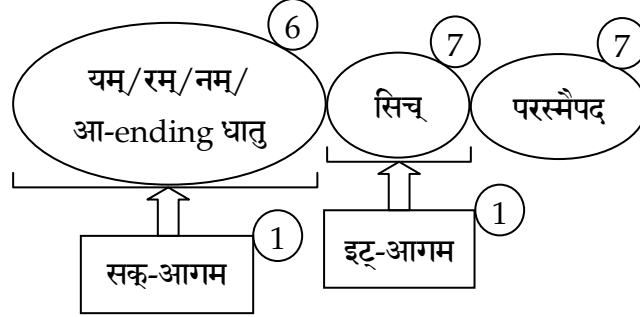 6
7
7
यम्/रम्/नम्/
आ-ending धातु
सिच्
परस्मैपद
1
1
सक्-आगम
इट्-आगम